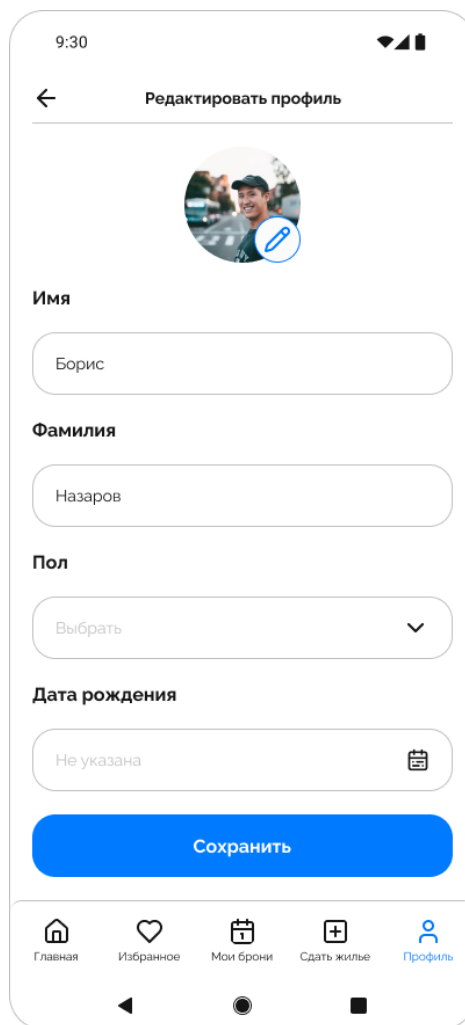 9:30
Редактировать профиль
Имя
Борис
Фамилия
Назаров
Пол
Выбрать
Дата рождения
Не указана
Сохранить
1
Главная Избранное Мои брони Сдать жилье Профиль